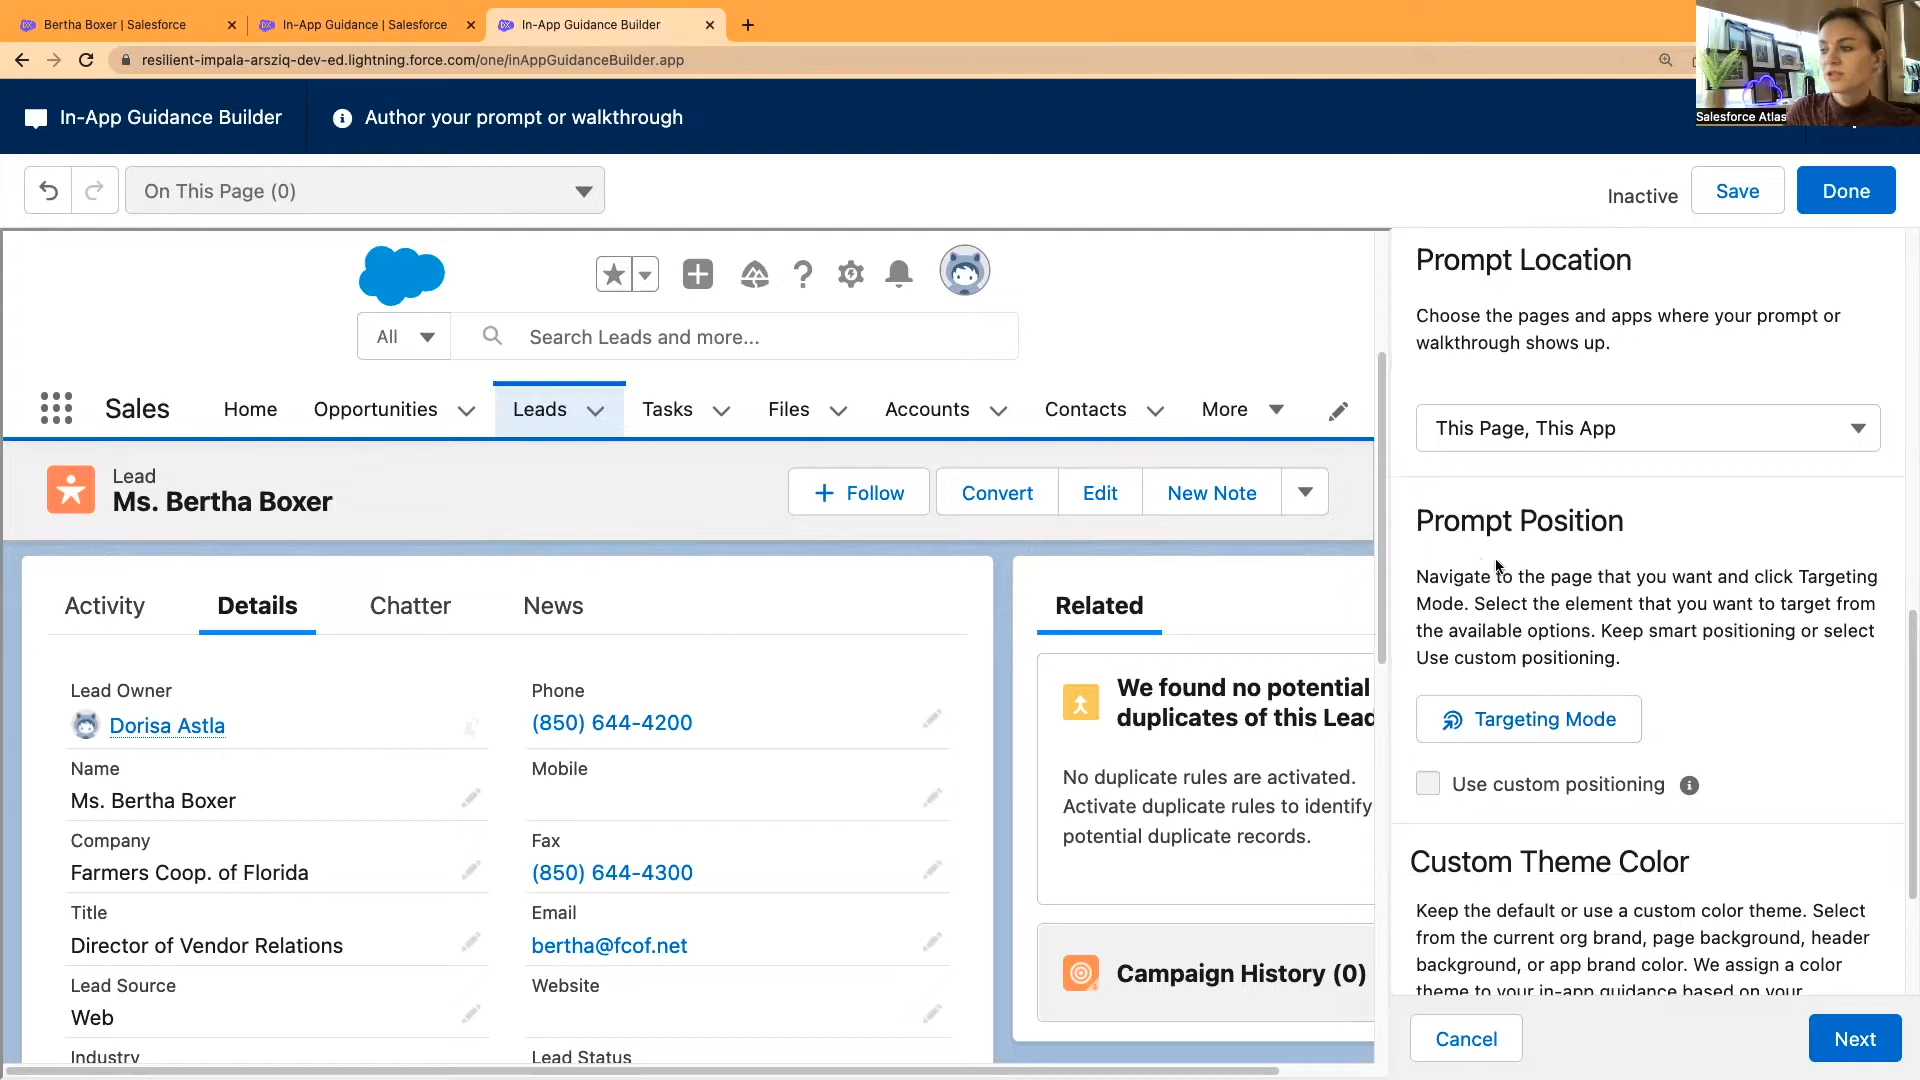 Bertha Boxer | Salesforce
In-App Guidance | Salesforce
In-App Guidance Builder
resilient-impala-arsziq-dev-ed.lightning.force.com/one/inAppGuidanceBuilder.app
Salesforce Atlas
In-App Guidance Builder
Author your prompt or walkthrough
On This Page (0)
Inactive
Save
Done
All
Search Leads and more...
Sales
Home
Opportunities
Leads
Tasks
Files
Accounts
Contacts
More
Lead
Ms. Bertha Boxer
Follow
Convert
Edit
New Note
Activity
Details
Chatter
News
Lead Owner
Dorisa Astla
Name
Ms. Bertha Boxer
Company
Farmers Coop. of Florida
Title
Director of Vendor Relations
Lead Source
Web
Industry
Phone
(850) 644-4200
Mobile
Fax
(850) 644-4300
Email
bertha@fcof.net
Website
Lead Status
Related
We found no potential
duplicates of this Lead
No duplicate rules are activated.
Activate duplicate rules to identify
potential duplicate records.
Campaign History (0)
Prompt Location
Choose the pages and apps where your prompt or
walkthrough shows up.
This Page, This App
Prompt Position
Navigate to the page that you want and click Targeting
Mode. Select the element that you want to target from
the available options. Keep smart positioning or select
Use custom positioning.
Targeting Mode
Use custom positioning
Custom Theme Color
Keep the default or use a custom color theme. Select
from the current org brand, page background, header
background, or app brand color. We assign a color
theme to your in-app guidance based on your
Cancel
Next